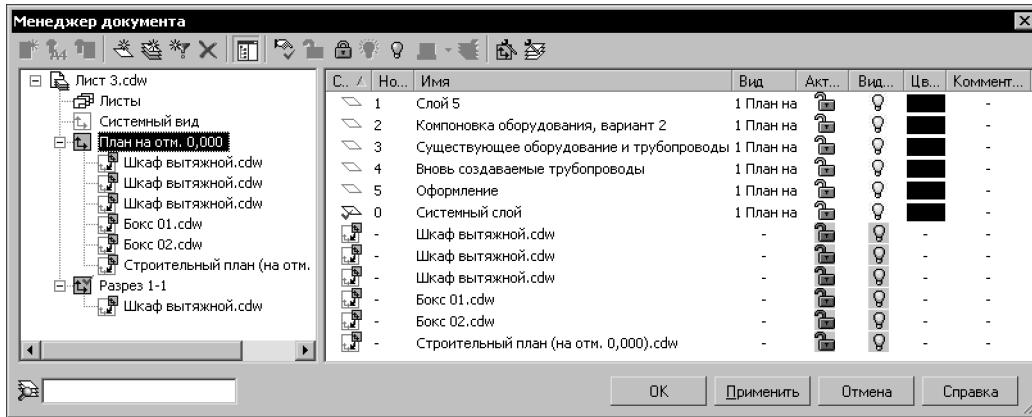 Менеджер документа
Лист 3.cdw
Листы
Системный вид
План на отм. 0,000
Шкаф вытяжной.cdw
Шкаф вытяжной.cdw
Шкаф вытяжной.cdw
Бокс 01.cdw
Бокс 02.cdw
Строительный план (на отм.
Разрез 1-1
Шкаф вытяжной.cdw
С... Но... Имя Вид Акт... Вид... Цв... Коммент...
1 Слой 5 1 План на -
2 Компоновка оборудования, вариант 2 1 План на -
3 Существующее оборудование и трубопроводы 1 План на -
4 Вновь создаваемые трубопроводы 1 План на -
5 Оформление 1 План на -
0 Системный слой 1 План на -
- Шкаф вытяжной.cdw - - -
- Шкаф вытяжной.cdw - - -
- Шкаф вытяжной.cdw - - -
- Бокс 01.cdw - - -
- Бокс 02.cdw - - -
- Строительный план (на отм. 0,000).cdw - - -
OK Применить Отмена Справка